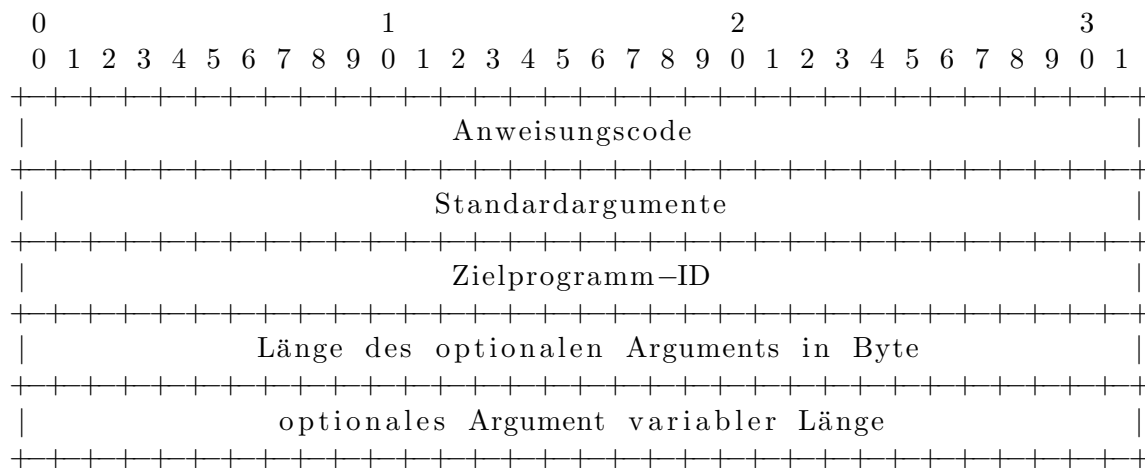 0 1 2 3
0 1 2 3 4 5 6 7 8 9 0 1 2 3 4 5 6 7 8 9 0 1 2 3 4 5 6 7 8 9 0 1
+-+-+-+-+-+-+-+-+-+-+-+-+-+-+-+-+-+-+-+-+-+-+-+-+-+-+-+-+-+-+-+-+
| Anweisungscode |
+-+-+-+-+-+-+-+-+-+-+-+-+-+-+-+-+-+-+-+-+-+-+-+-+-+-+-+-+-+-+-+-+
| Standardargumente |
+-+-+-+-+-+-+-+-+-+-+-+-+-+-+-+-+-+-+-+-+-+-+-+-+-+-+-+-+-+-+-+-+
| Zielprogramm−ID |
+-+-+-+-+-+-+-+-+-+-+-+-+-+-+-+-+-+-+-+-+-+-+-+-+-+-+-+-+-+-+-+-+
| Länge des optionalen Arguments in Byte |
+-+-+-+-+-+-+-+-+-+-+-+-+-+-+-+-+-+-+-+-+-+-+-+-+-+-+-+-+-+-+-+-+
| optionales Argument variabler Länge |
+-+-+-+-+-+-+-+-+-+-+-+-+-+-+-+-+-+-+-+-+-+-+-+-+-+-+-+-+-+-+-+-+